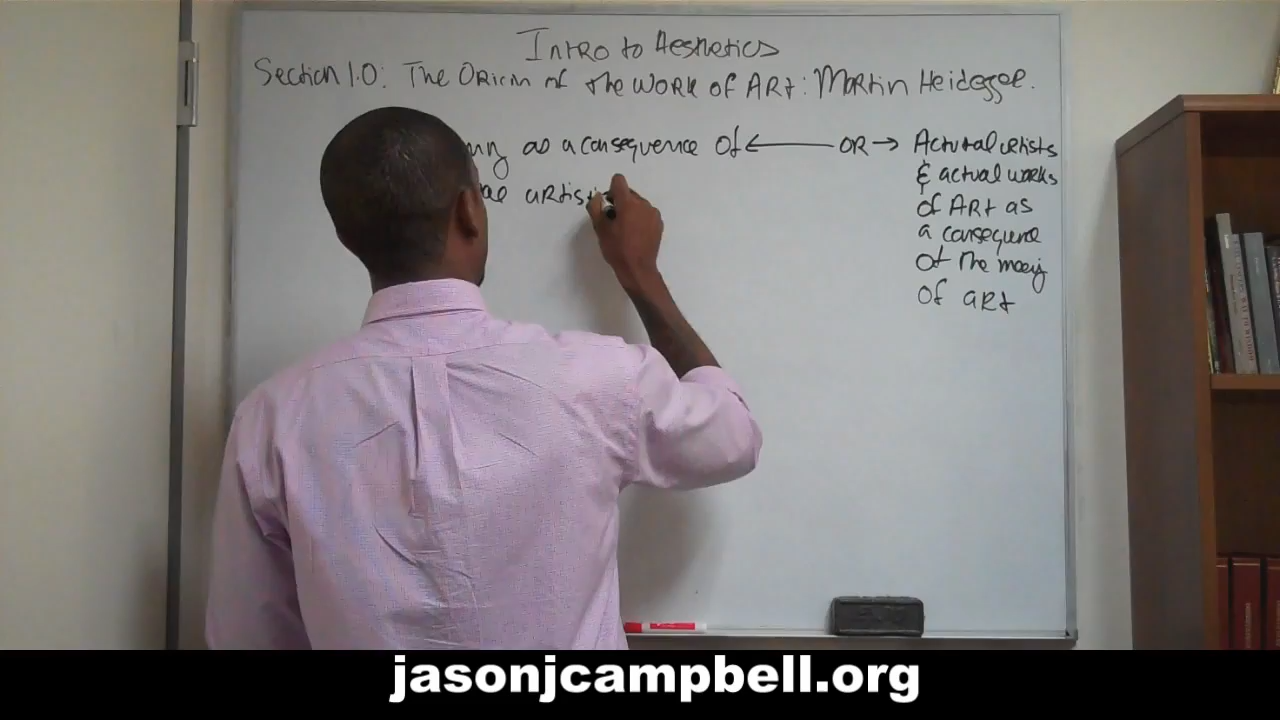 Intro to Aesthetics
Section 1.0: The Origin of the Work of Art: Martin Heidegger.
as a consequence of ← OR → Actual artists
& actual works
artist
of Art as
a consequence
of the
of art
jasonjcampbell.org